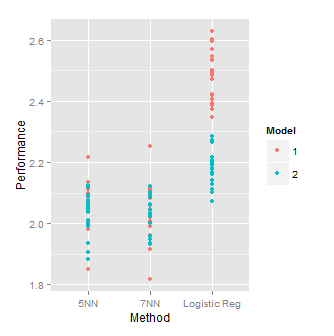 2.6
2.4
2.2
2.0
1.8
Performance
5NN 7NN Logistic Reg
Method
Model
1
2